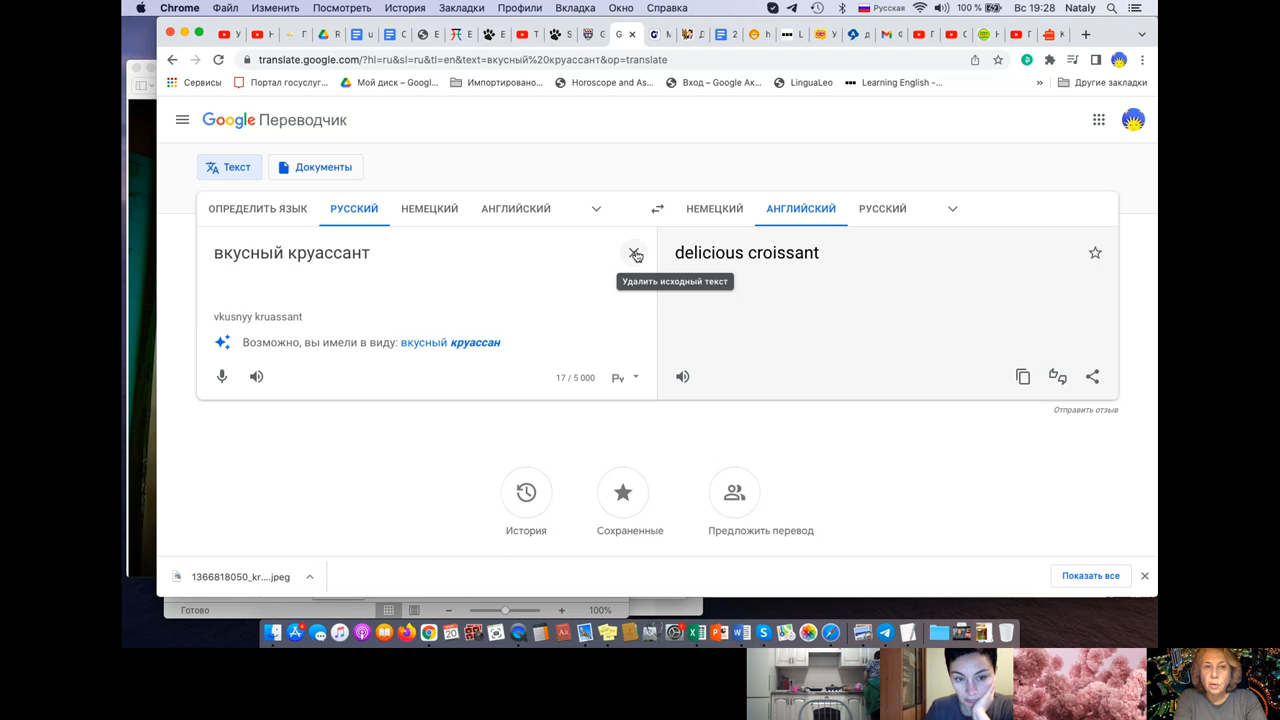 Chrome Файл Изменить Посмотреть История Закладки Профили Вкладка Окно Справка Русская 100 % Вс 19:28 Nataly
translate.google.com/?hl=ru&sl=ru&tl=en&text=вкусный%20круассант&op=translate
Сервисы Портал госуслуг... Мой диск – Googl... Импортировано... Horoscope and As... Вход – Google Ак... LinguaLeo Learning English -... » Другие закладки
Google Переводчик
Текст Документы
ОПРЕДЕЛИТЬ ЯЗЫК РУССКИЙ НЕМЕЦКИЙ АНГЛИЙСКИЙ НЕМЕЦКИЙ АНГЛИЙСКИЙ РУССКИЙ
вкусный круассант delicious croissant
Удалить исходный текст
vkusnyy kruassant
Возможно, вы имели в виду: вкусный круассан
17 / 5 000
Отправить отзыв
История Сохраненные Предложить перевод
1366818050_kr....jpeg Показать все
Готово 100%